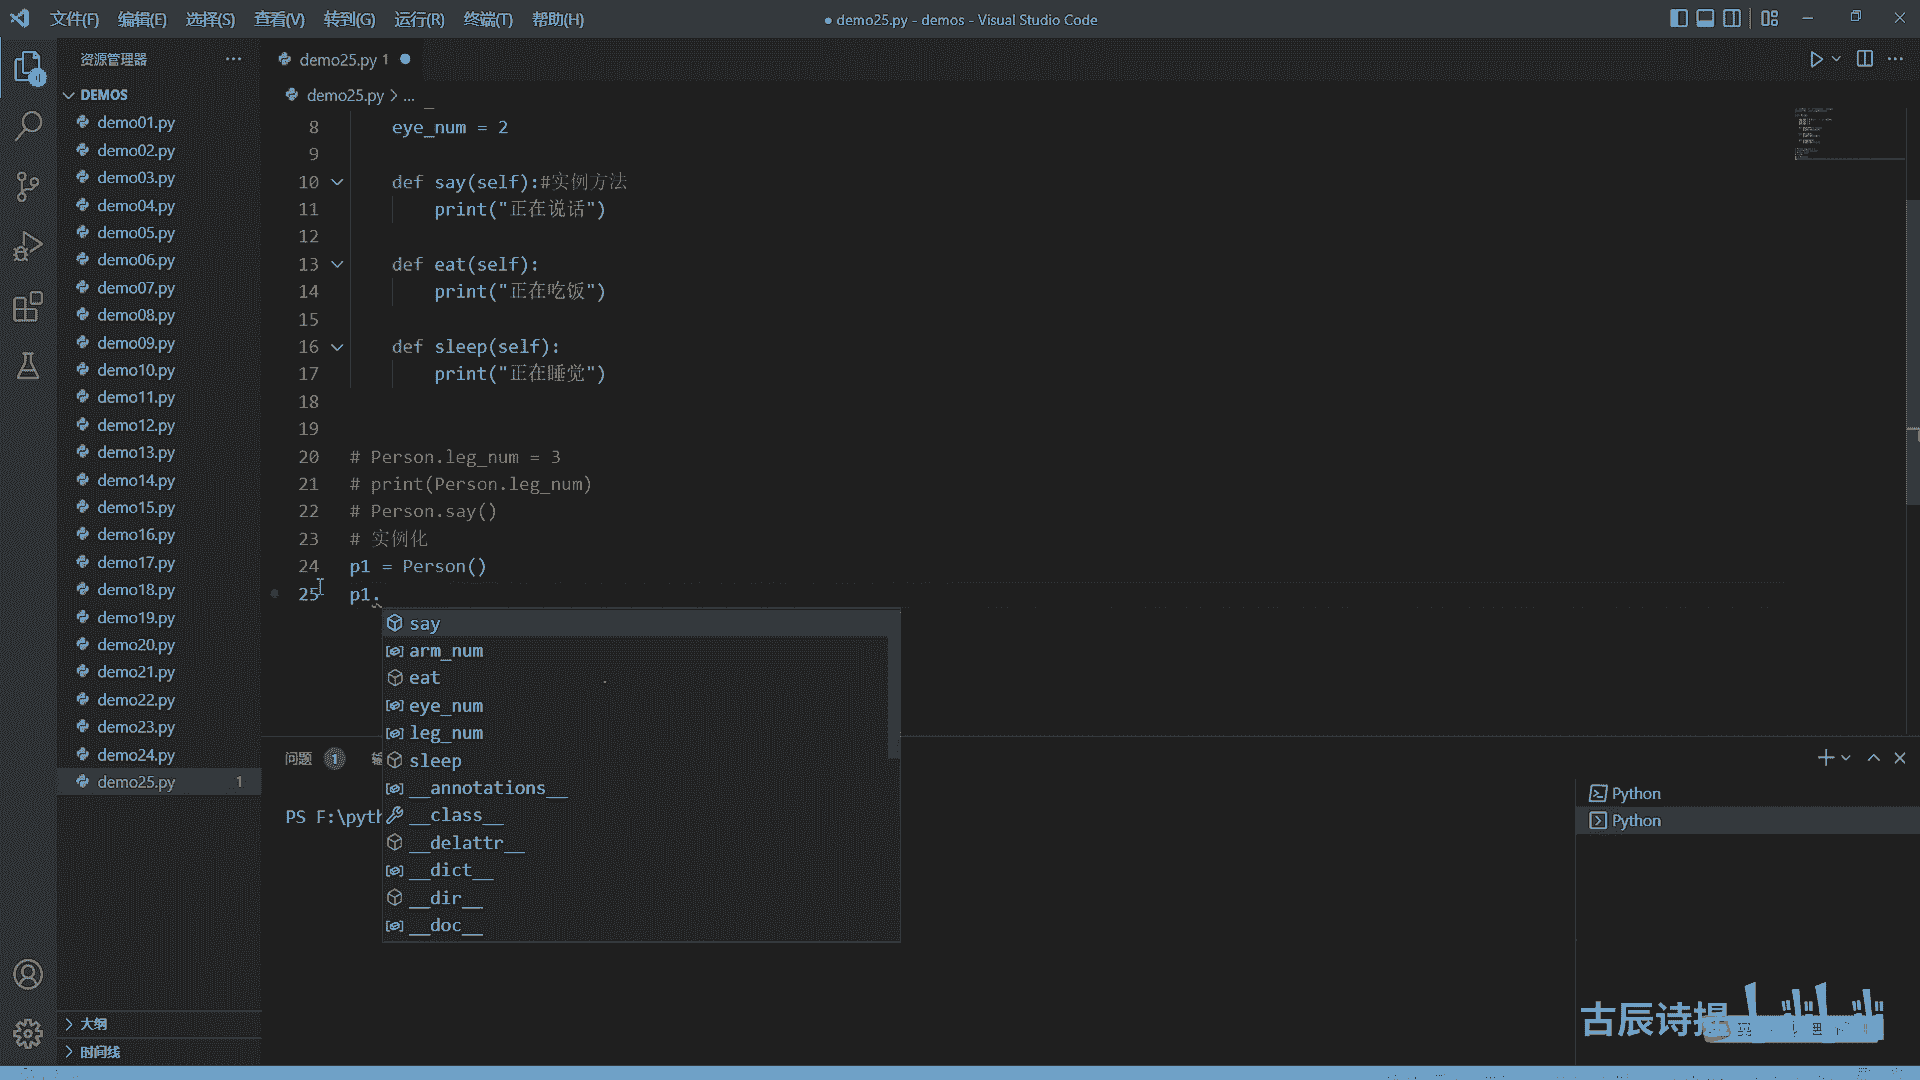 文件(F) 编辑(E) 选择(S) 查看(V) 转到(G) 运行(R) 终端(T) 帮助(H)
● demo25.py - demos - Visual Studio Code
资源管理器
DEMOS
demo01.py
demo02.py
demo03.py
demo04.py
demo05.py
demo06.py
demo07.py
demo08.py
demo09.py
demo10.py
demo11.py
demo12.py
demo13.py
demo14.py
demo15.py
demo16.py
demo17.py
demo18.py
demo19.py
demo20.py
demo21.py
demo22.py
demo23.py
demo24.py
demo25.py 1
大纲
时间线
demo25.py 1
demo25.py > ...
8 eye_num = 2
9
10 def say(self):#实例方法
11 print("正在说话")
12
13 def eat(self):
14 print("正在吃饭")
15
16 def sleep(self):
17 print("正在睡觉")
18
19
20 # Person.leg_num = 3
21 # print(Person.leg_num)
22 # Person.say()
23 # 实例化
24 p1 = Person()
25 p1.
say
arm_num
eat
eye_num
leg_num
sleep
__annotations__
__class__
__delattr__
__dict__
__dir__
__doc__
问题 1
PS F:\pyth
Python
Python
古辰诗提